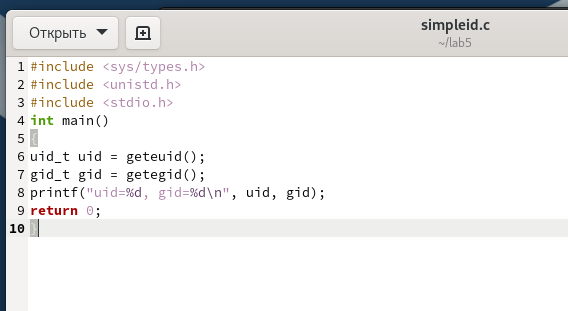 Открыть
simpleid.c
~/lab5
1 #include <sys/types.h>
2 #include <unistd.h>
3 #include <stdio.h>
4 int main()
5 {
6 uid_t uid = geteuid();
7 gid_t gid = getegid();
8 printf("uid=%d, gid=%d\n", uid, gid);
9 return 0;
10 }